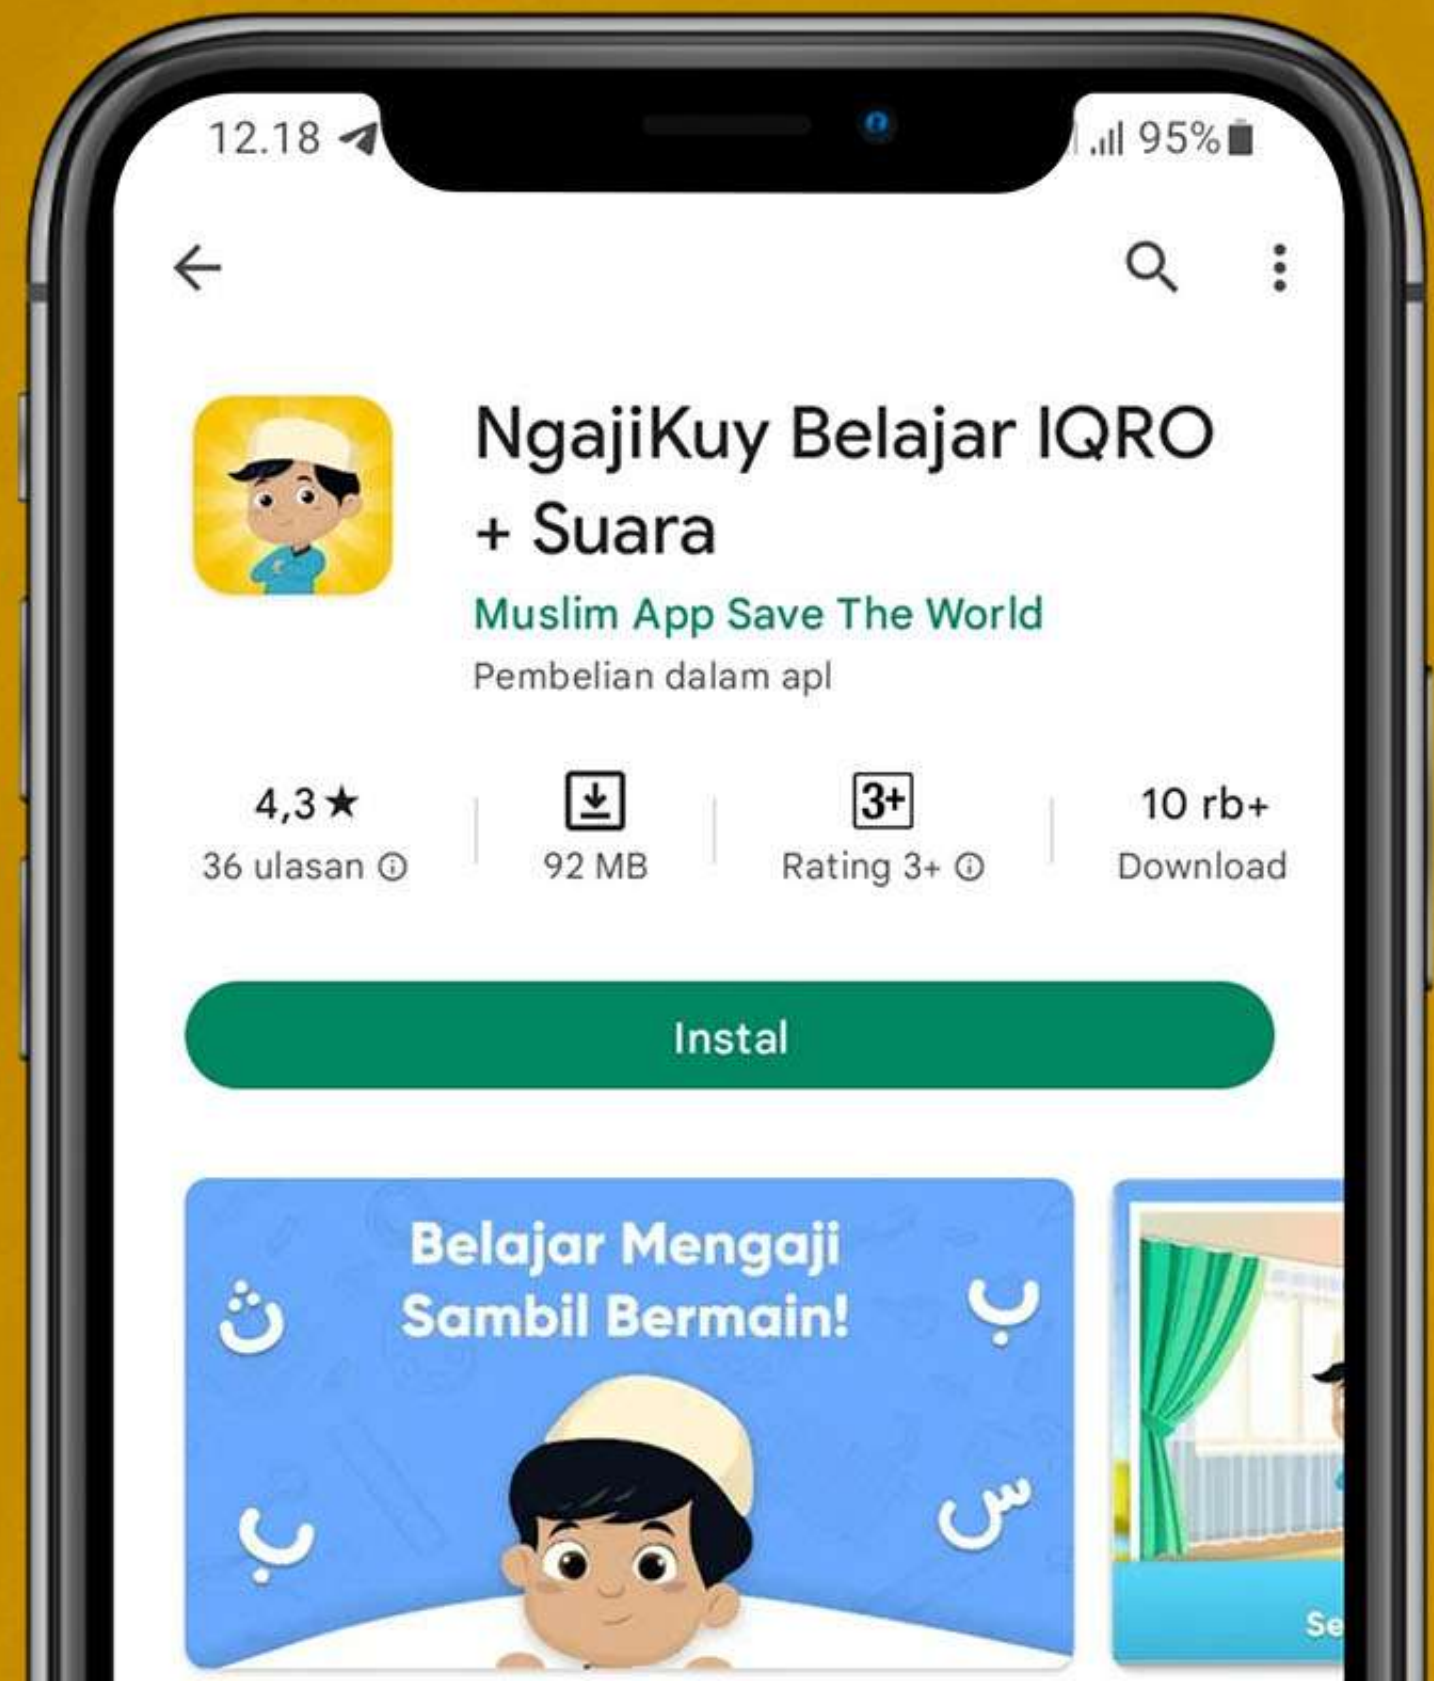 12.18 95%
NgajiKuy Belajar IQRO
+ Suara
Muslim App Save The World
Pembelian dalam apl
4,3★ 3+ 10 rb+
36 ulasan 92 MB Rating 3+ Download
Instal
Belajar Mengaji
Sambil Bermain!
ث ب
ب س
Se